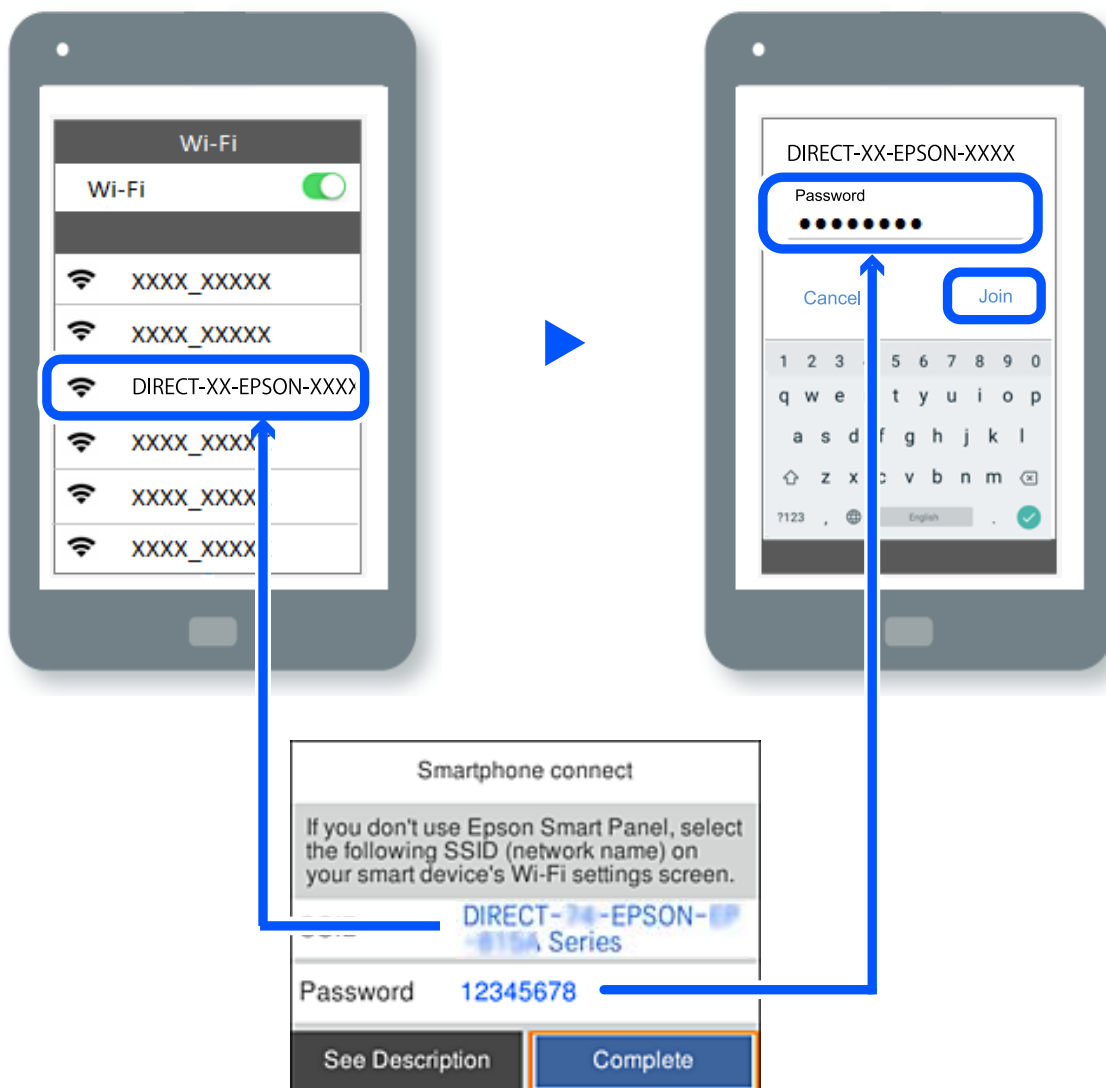 Wi-Fi
Wi-Fi
XXXX_XXXXX
XXXX_XXXXX
DIRECT-XX-EPSON-XXXX
XXXX_XXXX
XXXX_XXXX
XXXX_XXXX
DIRECT-XX-EPSON-XXXX
Password
●●●●●●●●
Cancel
Join
1 2 3 5 6 7 8 9 0
q w e t y u i o p
a s d f g h j k l
z x c v b n m
?123 , English .
Smartphone connect
If you don't use Epson Smart Panel, select
the following SSID (network name) on
your smart device's Wi-Fi settings screen.
DIRECT- -EPSON-
Series
Password 12345678
See Description
Complete